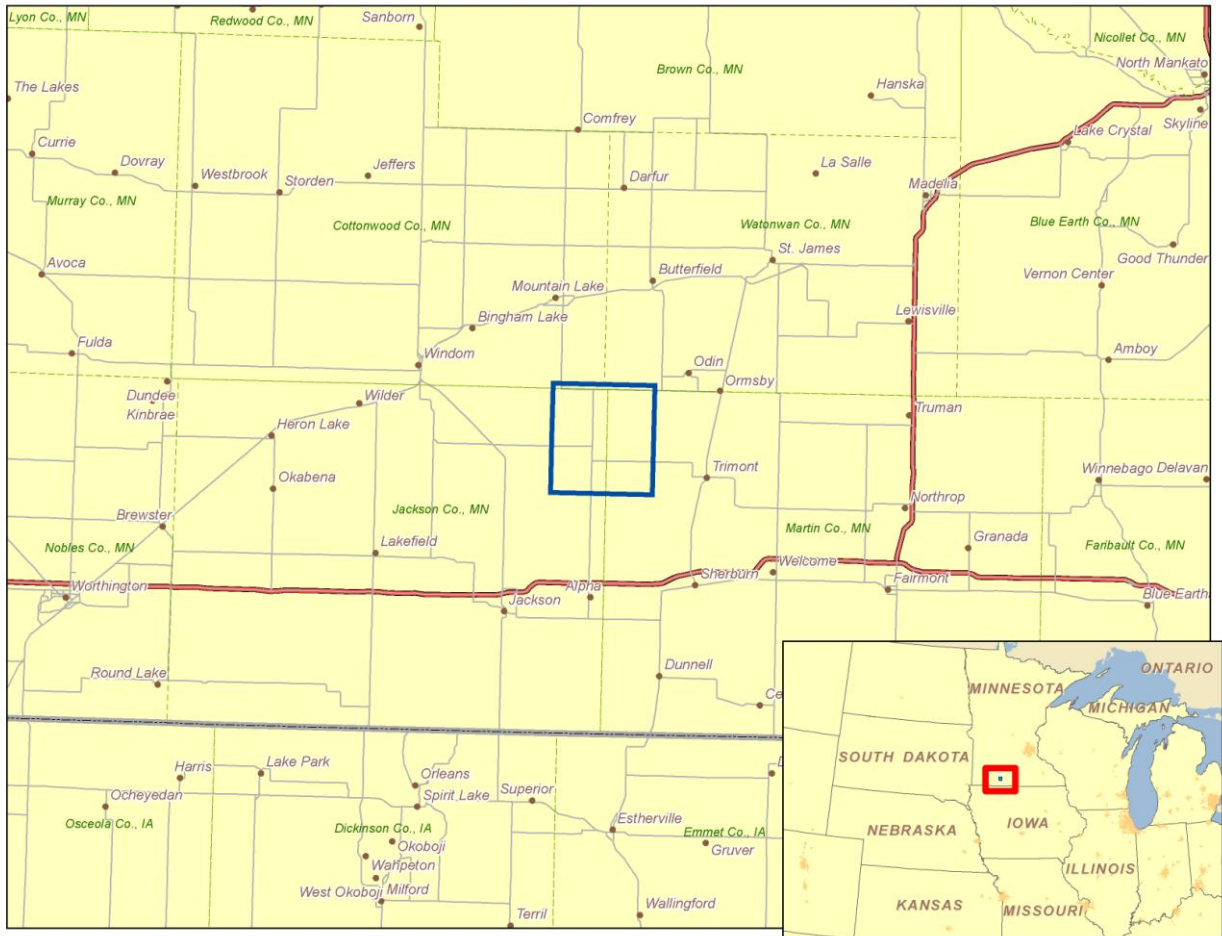 Lyon Co., MN
Redwood Co., MN
Sanborn
Nicollet Co., MN
North Mankato
Brown Co., MN
Hanska
The Lakes
Skyline
Comfrey
Lake Crystal
Currie
Dovray
Westbrook
Storden
Jeffers
Darfur
La Salle
Madelia
Murray Co., MN
Cottonwood Co., MN
Watonwan Co., MN
Blue Earth Co., MN
Good Thunder
Avoca
St. James
Butterfield
Vernon Center
Mountain Lake
Bingham Lake
Lewisville
Fulda
Windom
Amboy
Odin
Ormsby
Dundee
Kinbrae
Wilder
Truman
Heron Lake
Trimont
Winnebago
Delavan
Okabena
Northrop
Brewster
Jackson Co., MN
Martin Co., MN
Granada
Nobles Co., MN
Lakefield
Faribault Co., MN
Worthington
Alpha
Sherburn
Welcome
Fairmont
Jackson
Blue Earth
Round Lake
Dunnell
Ce
Harris
Lake Park
Orleans
Spirit Lake
Superior
Ocheyedan
Osceola Co., IA
Dickinson Co., IA
Okoboji
Estherville
Emmet Co., IA
Gruver
Wahpeton
West Okoboji
Milford
Terril
Wallingford
ONTARIO
MINNESOTA
MICHIGAN
SOUTH DAKOTA
IOWA
NEBRASKA
ILLINOIS
KANSAS
MISSOURI